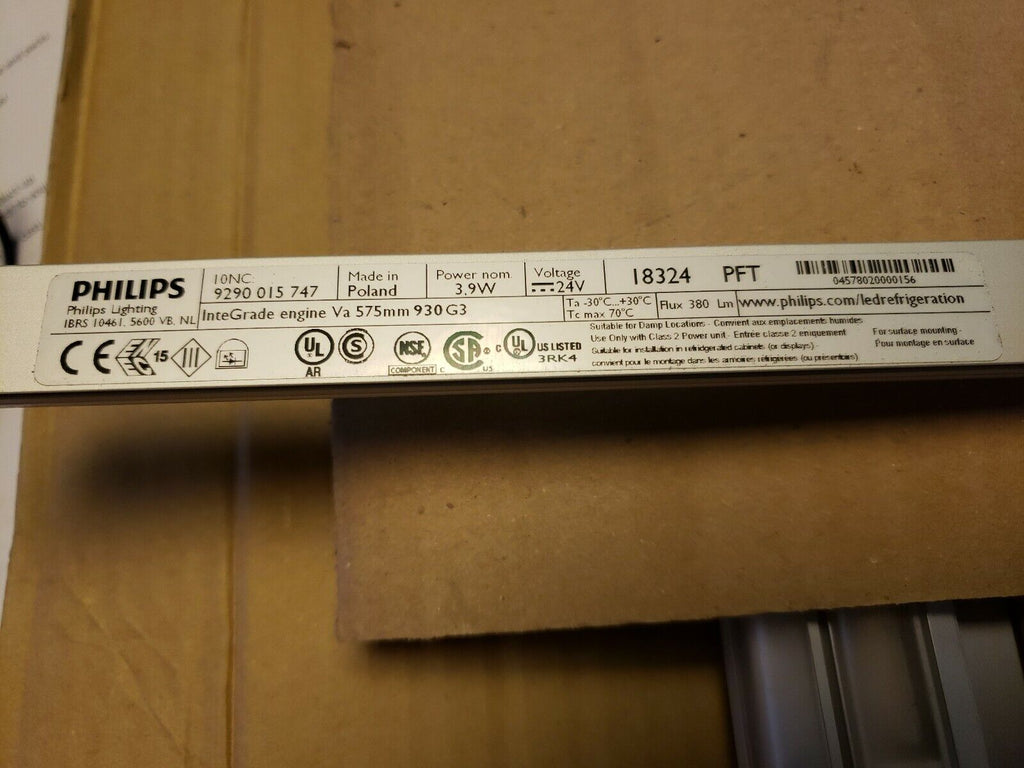 PHILIPS
Philips Lighting
IBRS 10461. 5600 VB. NL
10NC
9290 015 747
Made in
Poland
Power nom.
3,9W
Voltage
24V
18324 PFT
04578020000156
InteGrade engine Va 575mm 930 G3
Ta -30°C...+30°C
Tc max 70°C
Flux 380 Lm
www.philips.com/ledrefrigeration
CE
15
UL
AR
S
NSF
COMPONENT
C SA US
C UL US LISTED
3RK4
Suitable for Damp Locations - Convient aux emplacements humides
Use Only with Class 2 Power unit - Entrée classe 2 eniquement
Suitable for installation in refridgerated cabinets (or displays)
convient pour le montage dans les armoires réfrigérées (ou présentoirs)
For surface mounting -
Pour montage en surface